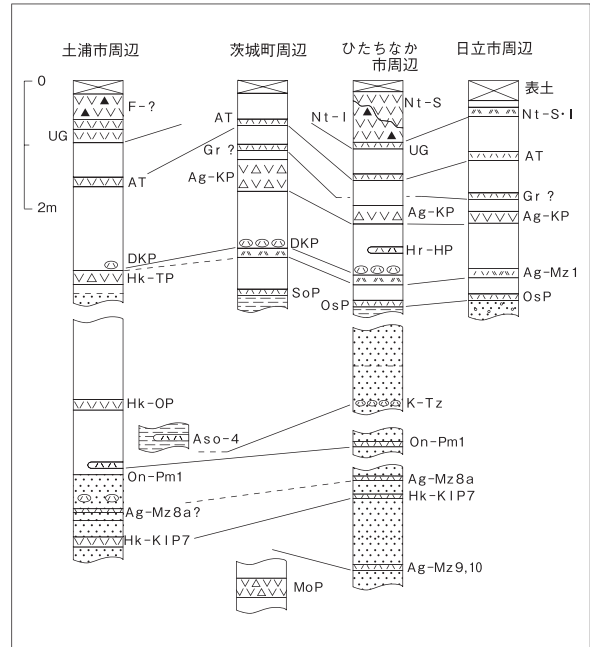 土浦市周辺
茨城町周辺
ひたちなか
市周辺
日立市周辺
0
2m
F-?
UG
AT
DKP
Hk-TP
Hk-OP
Aso-4
On-Pm1
Ag-Mz8a?
Hk-KIP7
AT
Gr ?
Ag-KP
DKP
SoP
MoP
Nt-I
Nt-S
UG
Ag-KP
Hr-HP
OsP
K-Tz
On-Pm1
Ag-Mz8a
Hk-KIP7
Ag-Mz9,10
表土
Nt-S・I
AT
Gr ?
Ag-KP
Ag-Mz1
OsP